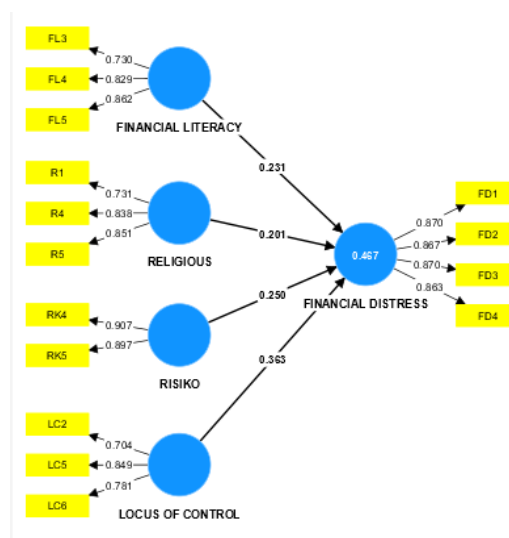 FL3
0.730
FL4
0.829
FL5
0.862
FINANCIAL LITERACY
0.231
R1
0.731
R4
0.838
R5
0.851
RELIGIOUS
0.201
RK4
0.907
RK5
0.897
RISIKO
0.250
LC2
0.704
LC5
0.849
LC6
0.781
LOCUS OF CONTROL
0.363
0.467
FINANCIAL DISTRESS
FD1
0.870
FD2
0.867
FD3
0.870
FD4
0.863